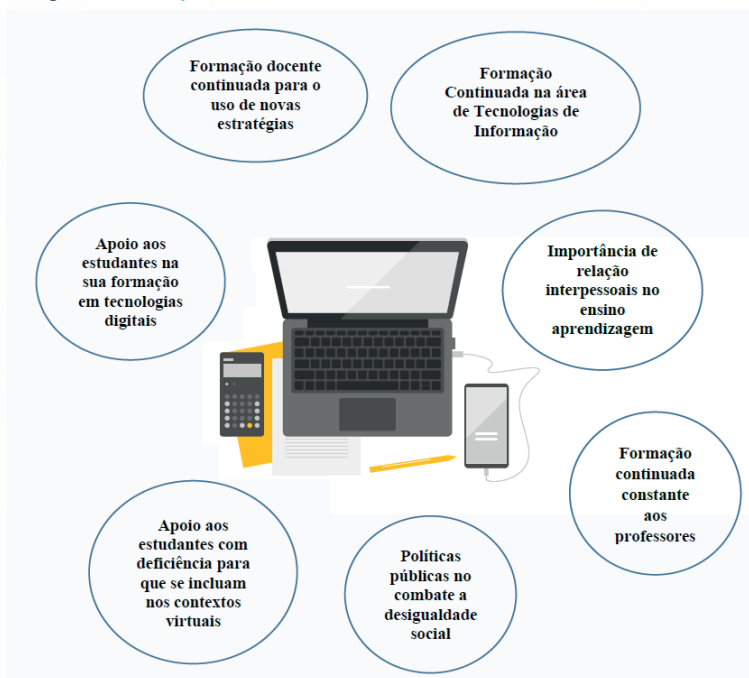 Formação docente
continuada para o
uso de novas
estratégias
Formação
Continuada na área
de Tecnologias de
Informação
Apoio aos
estudantes na
sua formação
em tecnologias
digitais
Importância de
relação
interpessoais no
ensino
aprendizagem
Formação
continuada
constante
aos
professores
Apoio aos
estudantes com
deficiência para
que se incluam
nos contextos
virtuais
Políticas
públicas no
combate a
desigualdade
social